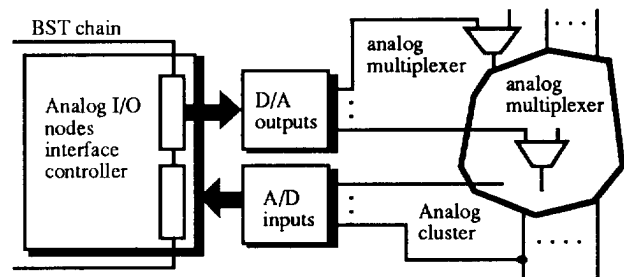 BST chain
Analog I/O
nodes
interface
controller
D/A
outputs
A/D
inputs
analog
multiplexer
analog
multiplexer
Analog
cluster